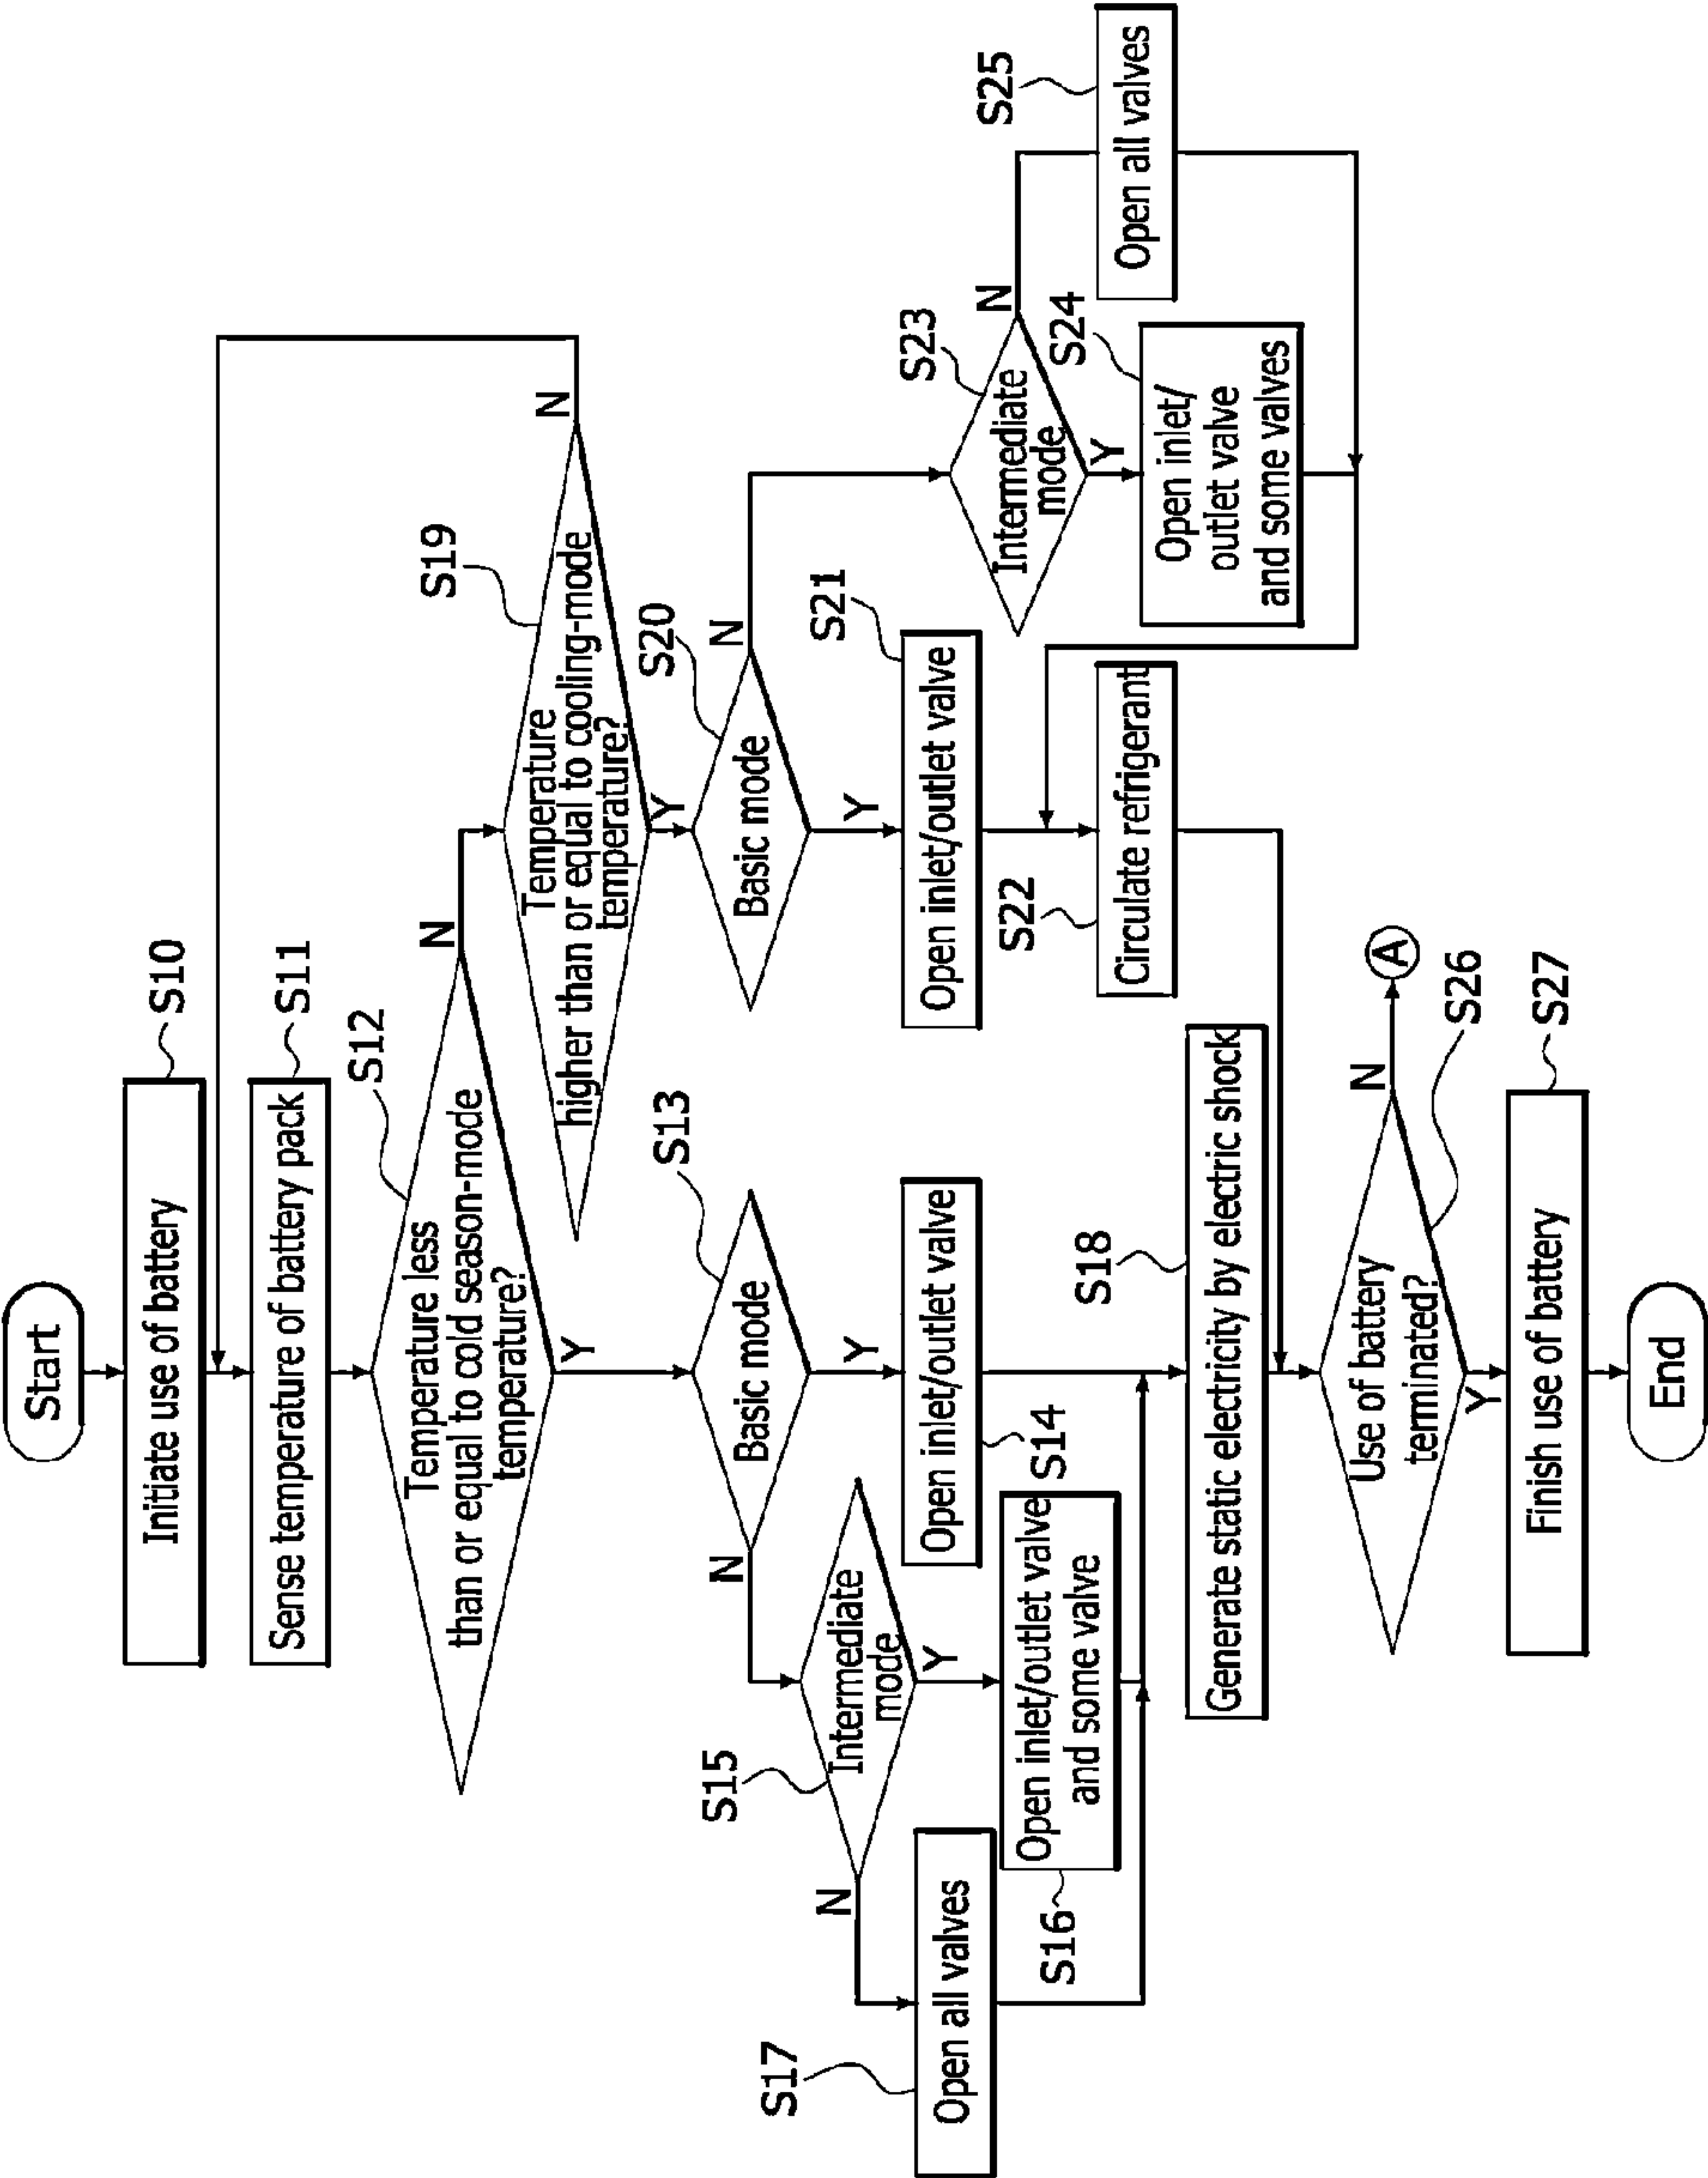 Start
S10
Initiate use of battery
S11
Sense temperature of battery pack
S12
Temperature less
than or equal to cold season-mode
temperature?
N
Y
S19
Temperature
higher than or equal to cooling-mode
temperature?
N
Y
S13
Basic mode
N
Y
S20
Basic mode
N
Y
S15
Intermediate
mode
N
Y
S14
Open inlet/outlet valve
S21
Open inlet/outlet valve
S23
Intermediate
mode
N
Y
S17
Open all valves
S16
Open inlet/outlet valve
and some valve
S22
Circulate refrigerant
S24
Open inlet/
outlet valve
and some valves
S25
Open all valves
S18
Generate static electricity by electric shock
Use of battery
terminated?
N
A
S26
Y
S27
Finish use of battery
End